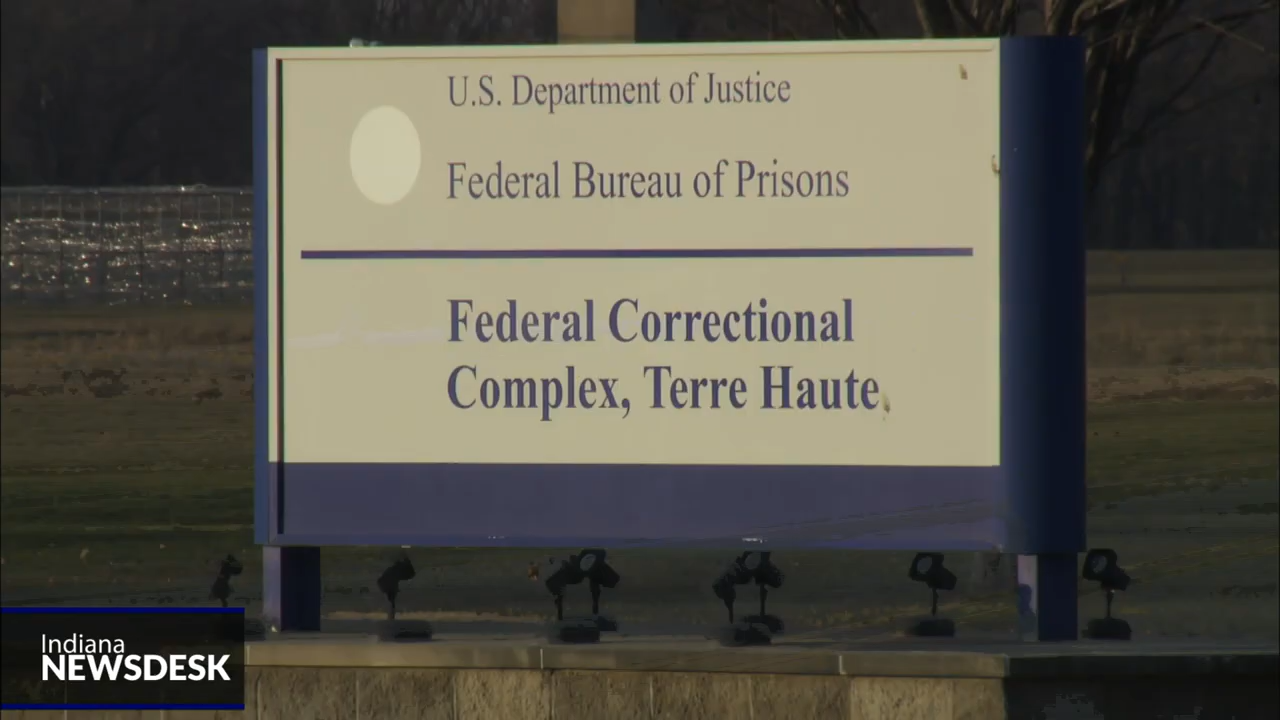 U.S. Department of Justice
Federal Bureau of Prisons
Federal Correctional
Complex, Terre Haute
Indiana
NEWSDESK